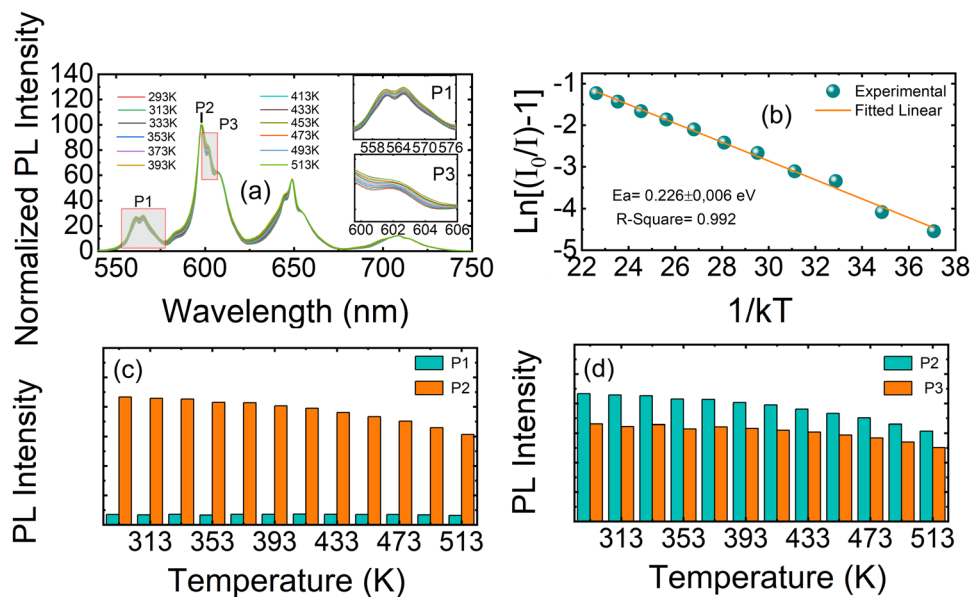 Normalized PL Intensity
140
120
100
80
60
40
20
0
293K
313K
333K
353K
373K
393K
413K
433K
453K
473K
493K
513K
P1
P2
P3
(a)
P1
558 564 570 576
P3
600 602 604 606
550 600 650 700 750
Wavelength (nm)
Ln[(I₀/I)-1]
-1
-2
-3
-4
-5
Experimental
Fitted Linear
(b)
Ea= 0.226±0,006 eV
R-Square= 0.992
22 24 26 28 30 32 34 36 38
1/kT
PL Intensity
(c)
P1
P2
313 353 393 433 473 513
Temperature (K)
PL Intensity
(d)
P2
P3
313 353 393 433 473 513
Temperature (K)